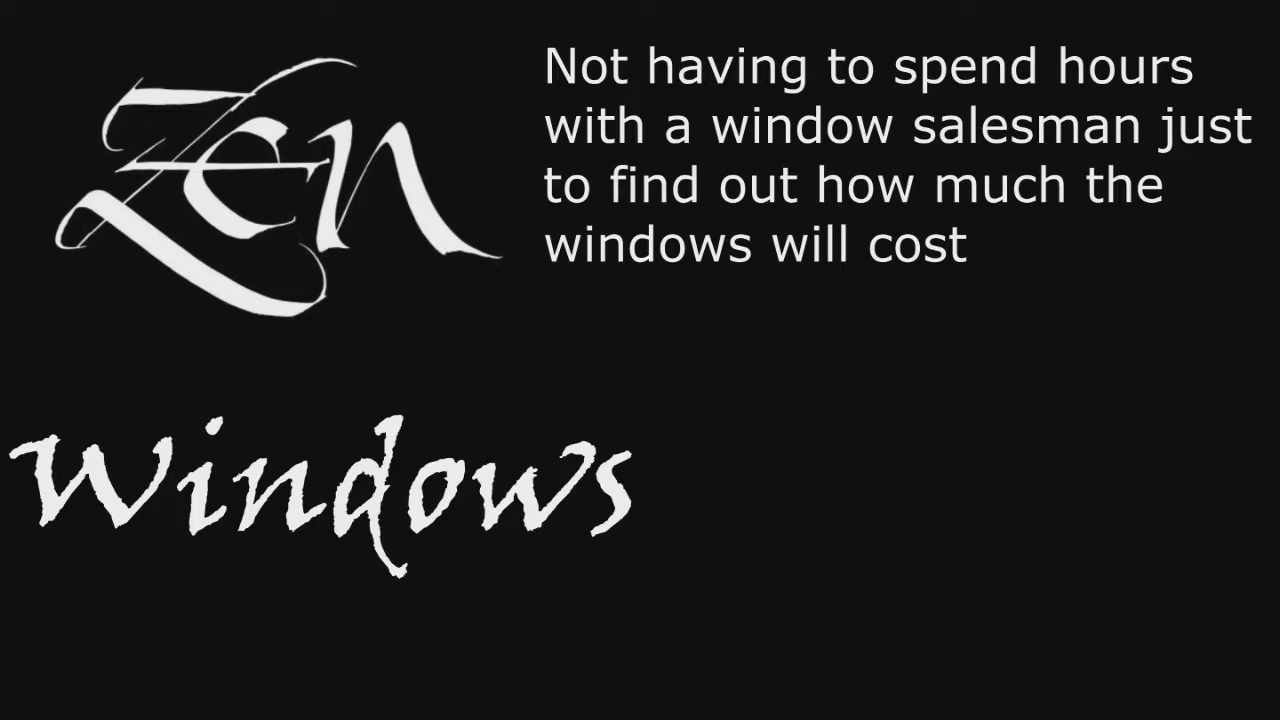 Zen
Not having to spend hours
with a window salesman just
to find out how much the
windows will cost
Windows